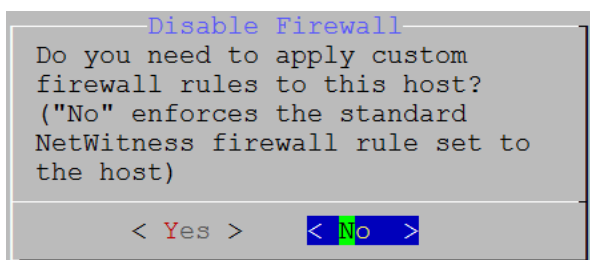 Disable Firewall
Do you need to apply custom
firewall rules to this host?
("No" enforces the standard
NetWitness firewall rule set to
the host)
< Yes > < No >